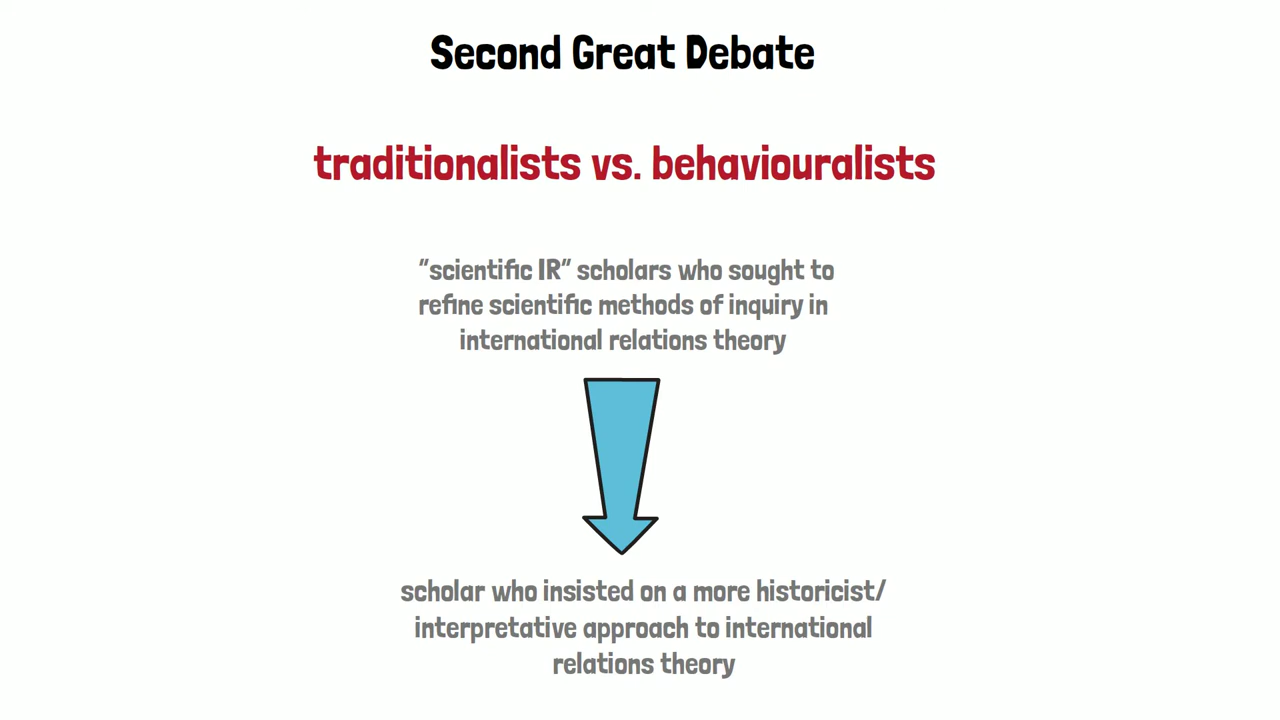 Second Great Debate
traditionalists vs. behaviouralists
"scientific IR" scholars who sought to
refine scientific methods of inquiry in
international relations theory
scholar who insisted on a more historicist/
interpretative approach to international
relations theory